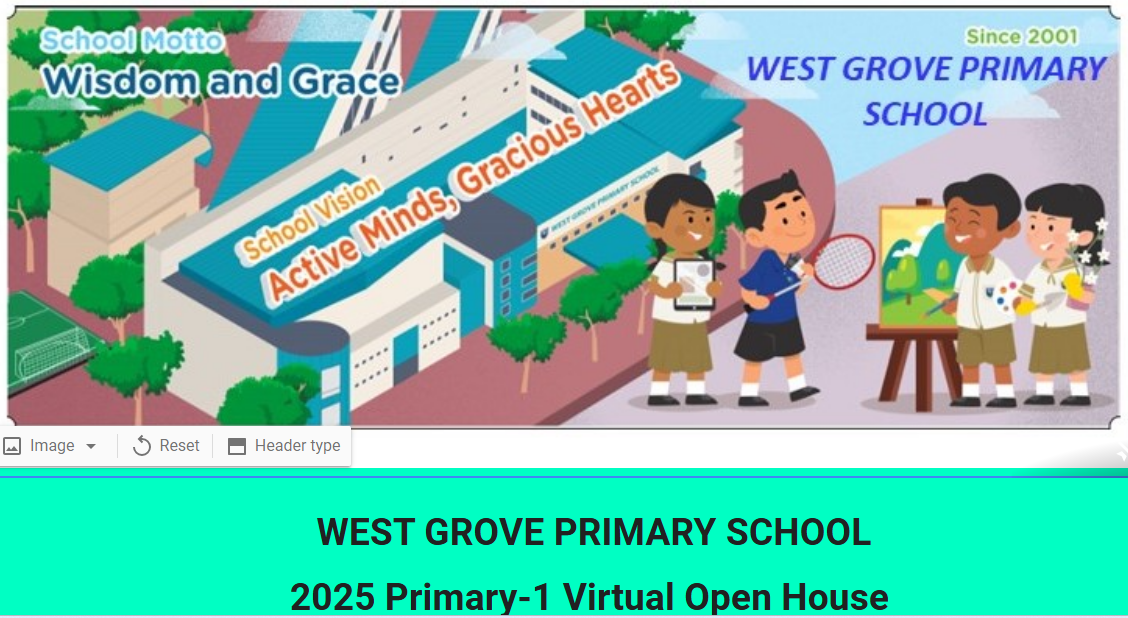 School Motto
Wisdom and Grace
Since 2001
WEST GROVE PRIMARY
SCHOOL
School Vision
Active Minds, Gracious Hearts
WEST GROVE PRIMARY SCHOOL
Image
Reset
Header type
WEST GROVE PRIMARY SCHOOL
2025 Primary-1 Virtual Open House